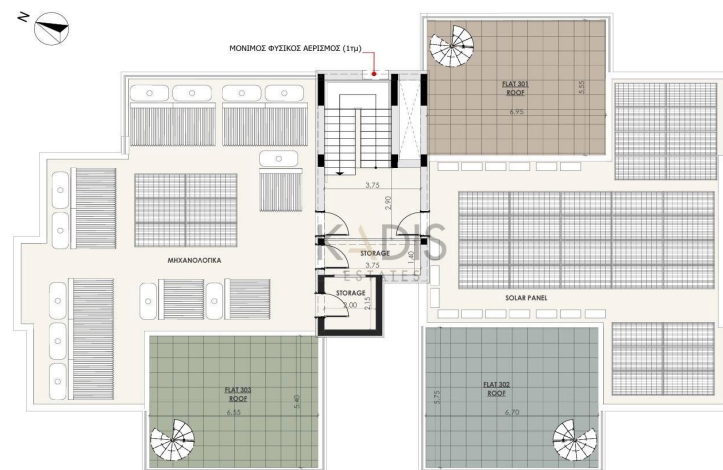 N
ΜΟΝΙΜΟΣ ΦΥΣΙΚΟΣ ΑΕΡΙΣΜΟΣ (1τμ)
FLAT 301
ROOF
5.55
6.95
3.75
2.90
ΜΗΧΑΝΟΛΟΓΙΚΑ
KADIS
ESTATES
STORAGE
3.75
1.40
STORAGE
2.00
2.15
SOLAR PANEL
FLAT 303
ROOF
6.55
5.40
FLAT 302
ROOF
5.75
6.70